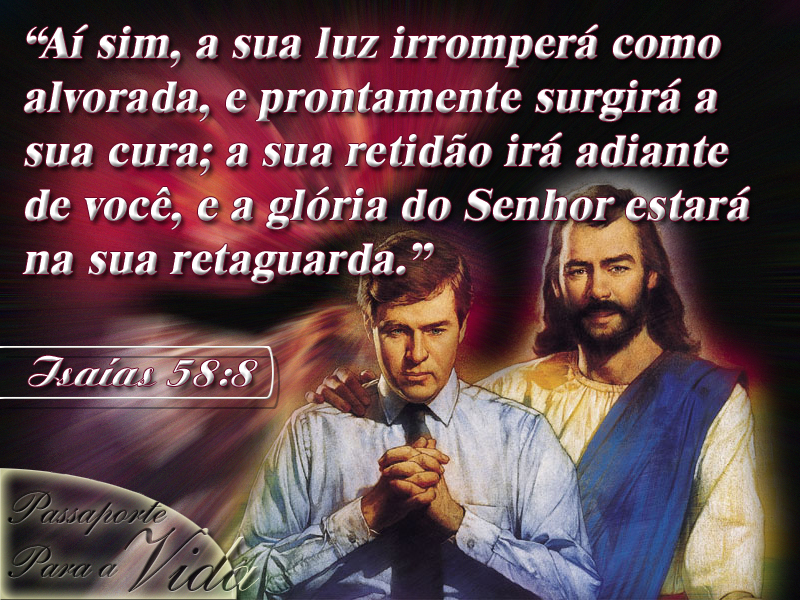 “Aí sim, a sua luz irromperá como
alvorada, e prontamente surgirá a
sua cura; a sua retidão irá adiante
de você, e a glória do Senhor estará
na sua retaguarda.”
Isaías 58:8
Passaporte
Para a Vida